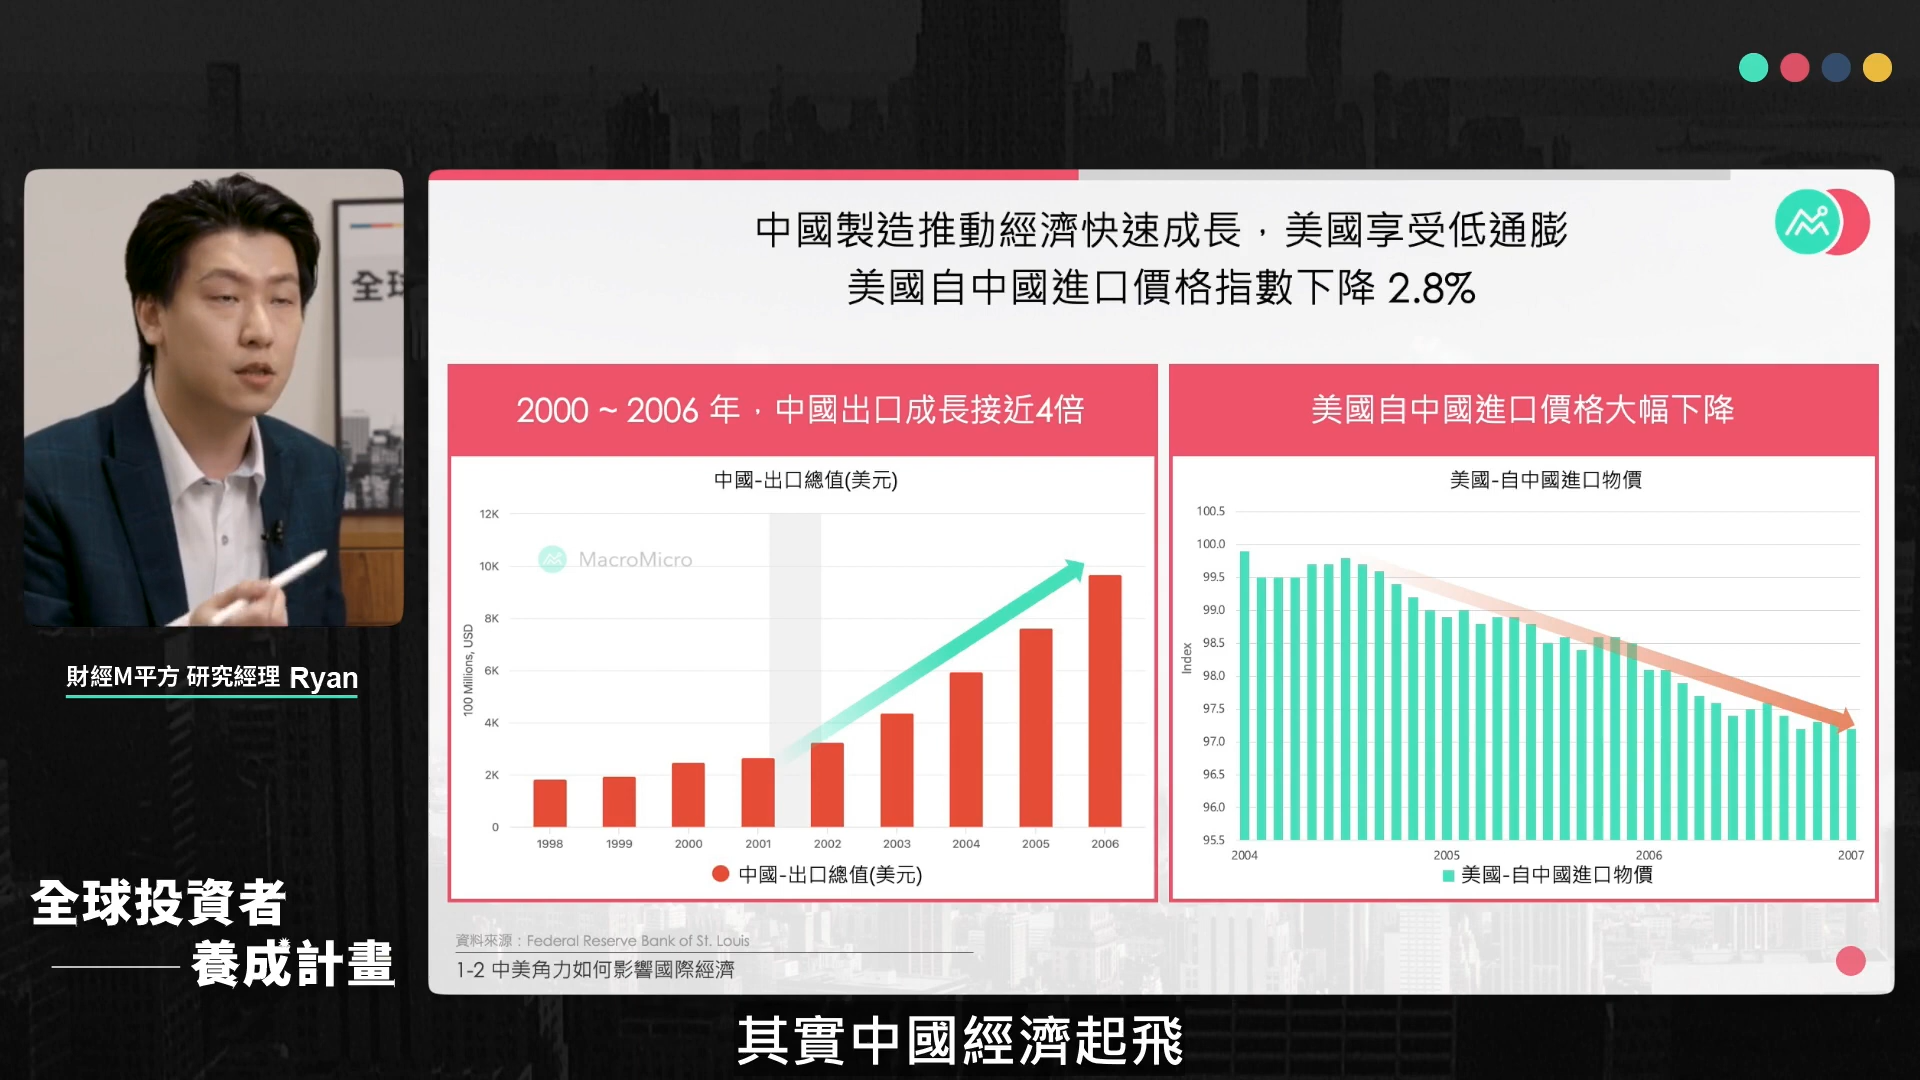 中國製造推動經濟快速成長，美國享受低通膨
美國自中國進口價格指數下降 2.8%
全球
財經M平方 研究經理 Ryan
全球投資者
養成計畫
2000 ~ 2006 年，中國出口成長接近4倍
中國-出口總值(美元)
MacroMicro
100 Millions, USD
12K
10K
8K
6K
4K
2K
0
1998 1999 2000 2001 2002 2003 2004 2005 2006
中國-出口總值(美元)
美國自中國進口價格大幅下降
美國-自中國進口物價
Index
100.5
100.0
99.5
99.0
98.5
98.0
97.5
97.0
96.5
96.0
95.5
2004 2005 2006 2007
美國-自中國進口物價
資料來源：Federal Reserve Bank of St. Louis
1-2 中美角力如何影響國際經濟
其實中國經濟起飛